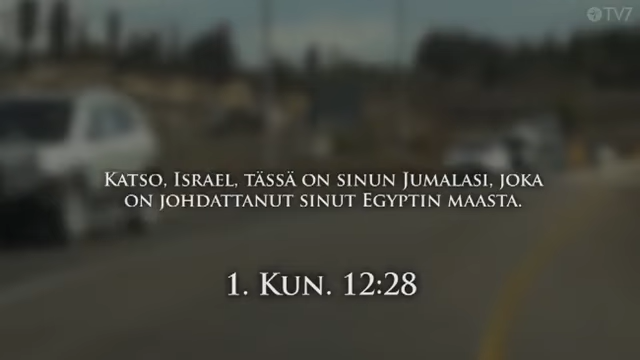 TV7
Katso, Israel, tässä on sinun Jumalasi, joka
on johdattanut sinut Egyptin maasta.
1. Kun. 12:28